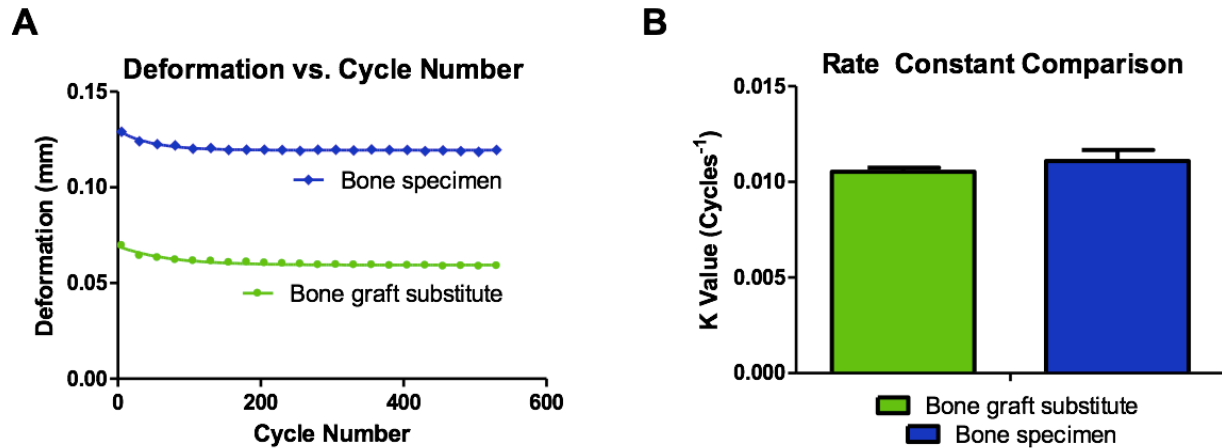 A
Deformation vs. Cycle Number
0.15
0.10
0.05
0.00
Deformation (mm)
Bone specimen
Bone graft substitute
0 200 400 600
Cycle Number
B
Rate Constant Comparison
0.015
0.010
0.005
0.000
K Value (Cycles⁻¹)
Bone graft substitute
Bone specimen